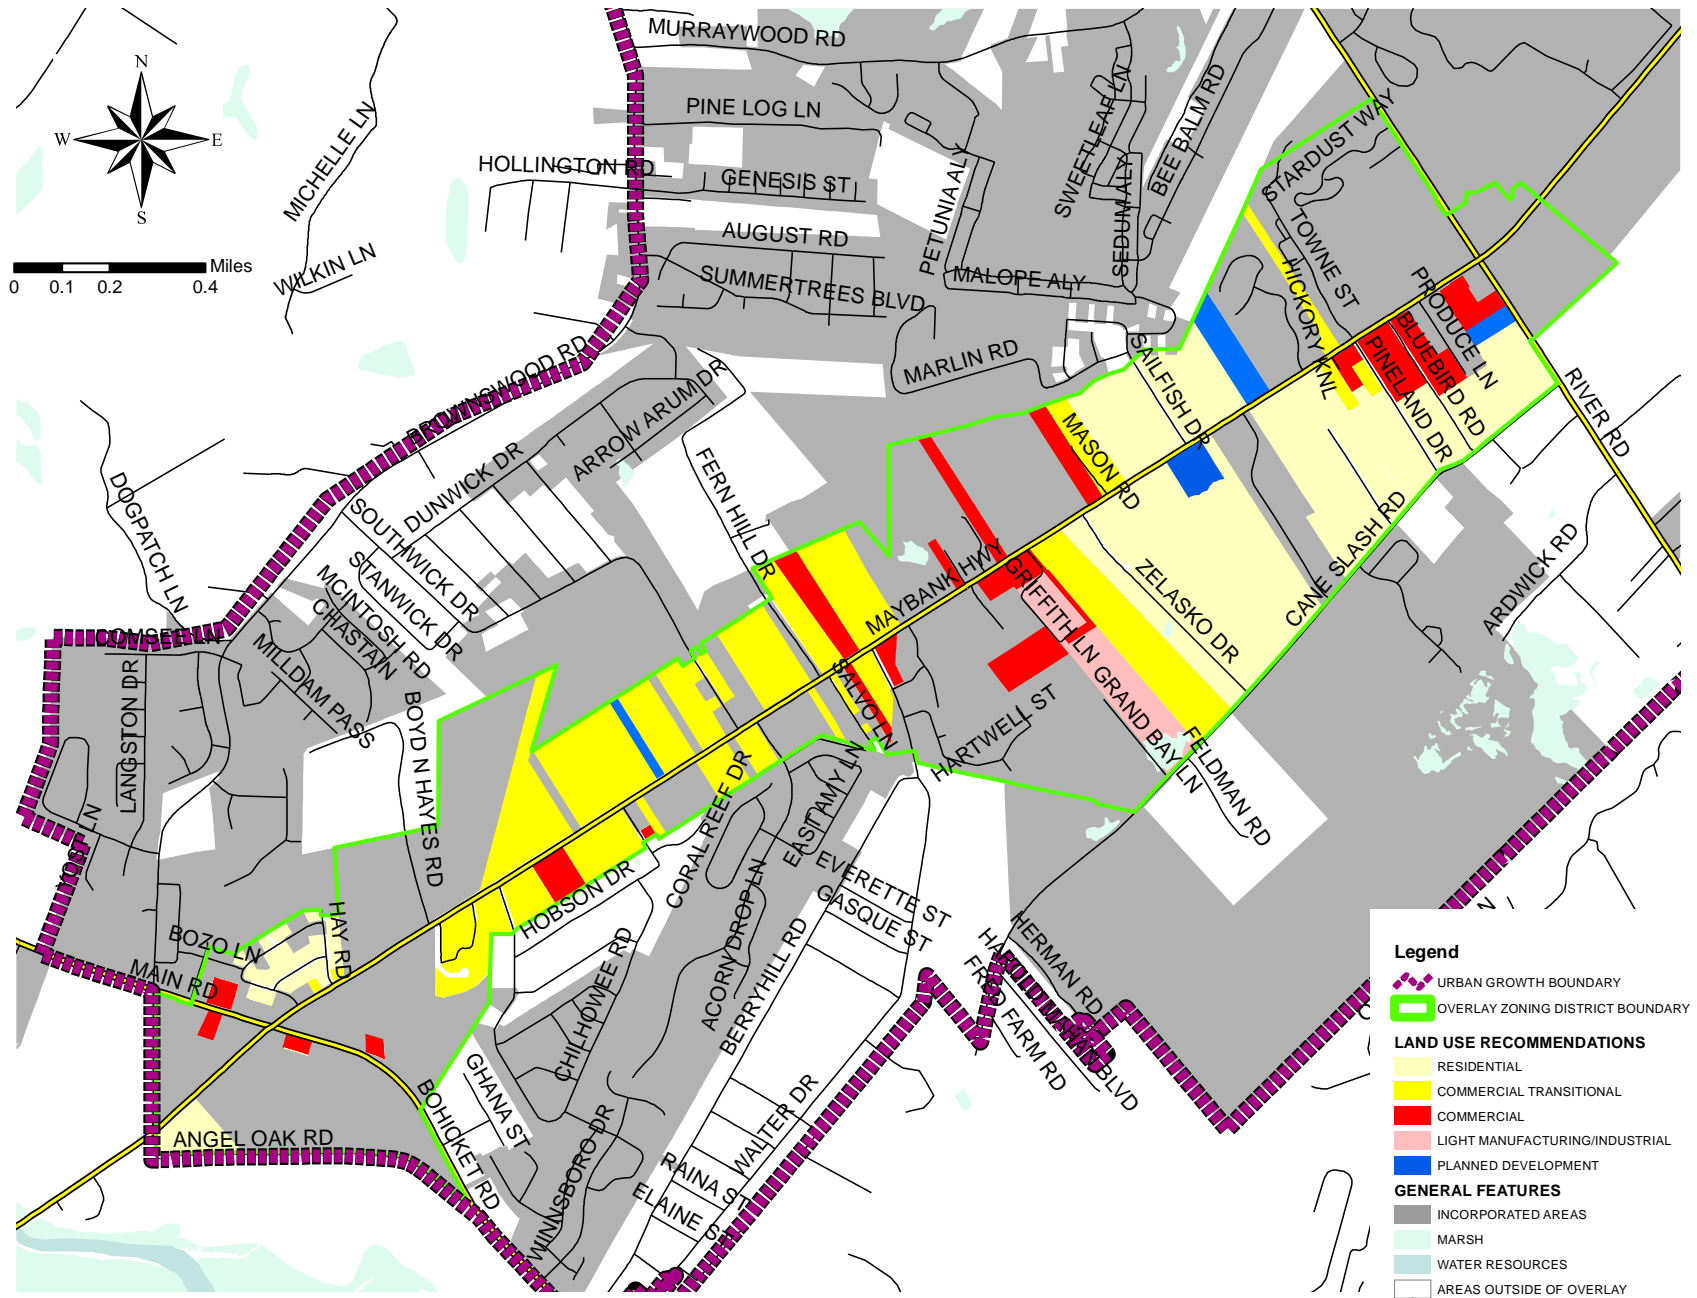 MURRAYWOOD RD
N
W
E
S
PINE LOG LN
MICHELLE LN
HOLLINGTON RD
GENESIS ST
SWEETLEAF LN
BEE BALM RD
STARDUST WAY
PETUNIA ALY
SEDUM ALY
AUGUST RD
TOWNE ST
WILKIN LN
Miles
0
0.1
0.2
0.4
SUMMERTREES BLVD
MALOPE ALY
HICKORY KNL
PRODUCE LN
BROWNSWOOD RD
MARLIN RD
SAILFISH DR
PINELAND DR
BLUEBIRD RD
RIVER RD
ARROW ARUM DR
DUNWICK DR
MASON RD
FERN HILL DR
DOGPATCH LN
SOUTHWICK DR
STANWICK DR
MCINTOSH RD
CHASTAIN
MAYBANK HWY
GRIFFITH LN
ZELASKO DR
CANE SLASH RD
ARDWICK RD
MILLDAM PASS
LANGSTON DR
BOYD N HAYES RD
SALVO LN
HARTWELL ST
GRAND BAY LN
FELDMAN RD
CORAL REEF DR
EAST AMY LN
HOBSON DR
EVERETTE ST
GASQUE ST
ACORN DROP LN
BERRYHILL RD
HAY RD
BOZO LN
MAIN RD
CHILHOWEE RD
HERMAN RD
FROG FARM RD
GHANA ST
BOHICKET RD
WALTER DR
WINNSBORO DR
RAINA ST
ELAINE ST
ANGEL OAK RD
Legend
URBAN GROWTH BOUNDARY
OVERLAY ZONING DISTRICT BOUNDARY
LAND USE RECOMMENDATIONS
RESIDENTIAL
COMMERCIAL TRANSITIONAL
COMMERCIAL
LIGHT MANUFACTURING/INDUSTRIAL
PLANNED DEVELOPMENT
GENERAL FEATURES
INCORPORATED AREAS
MARSH
WATER RESOURCES
AREAS OUTSIDE OF OVERLAY